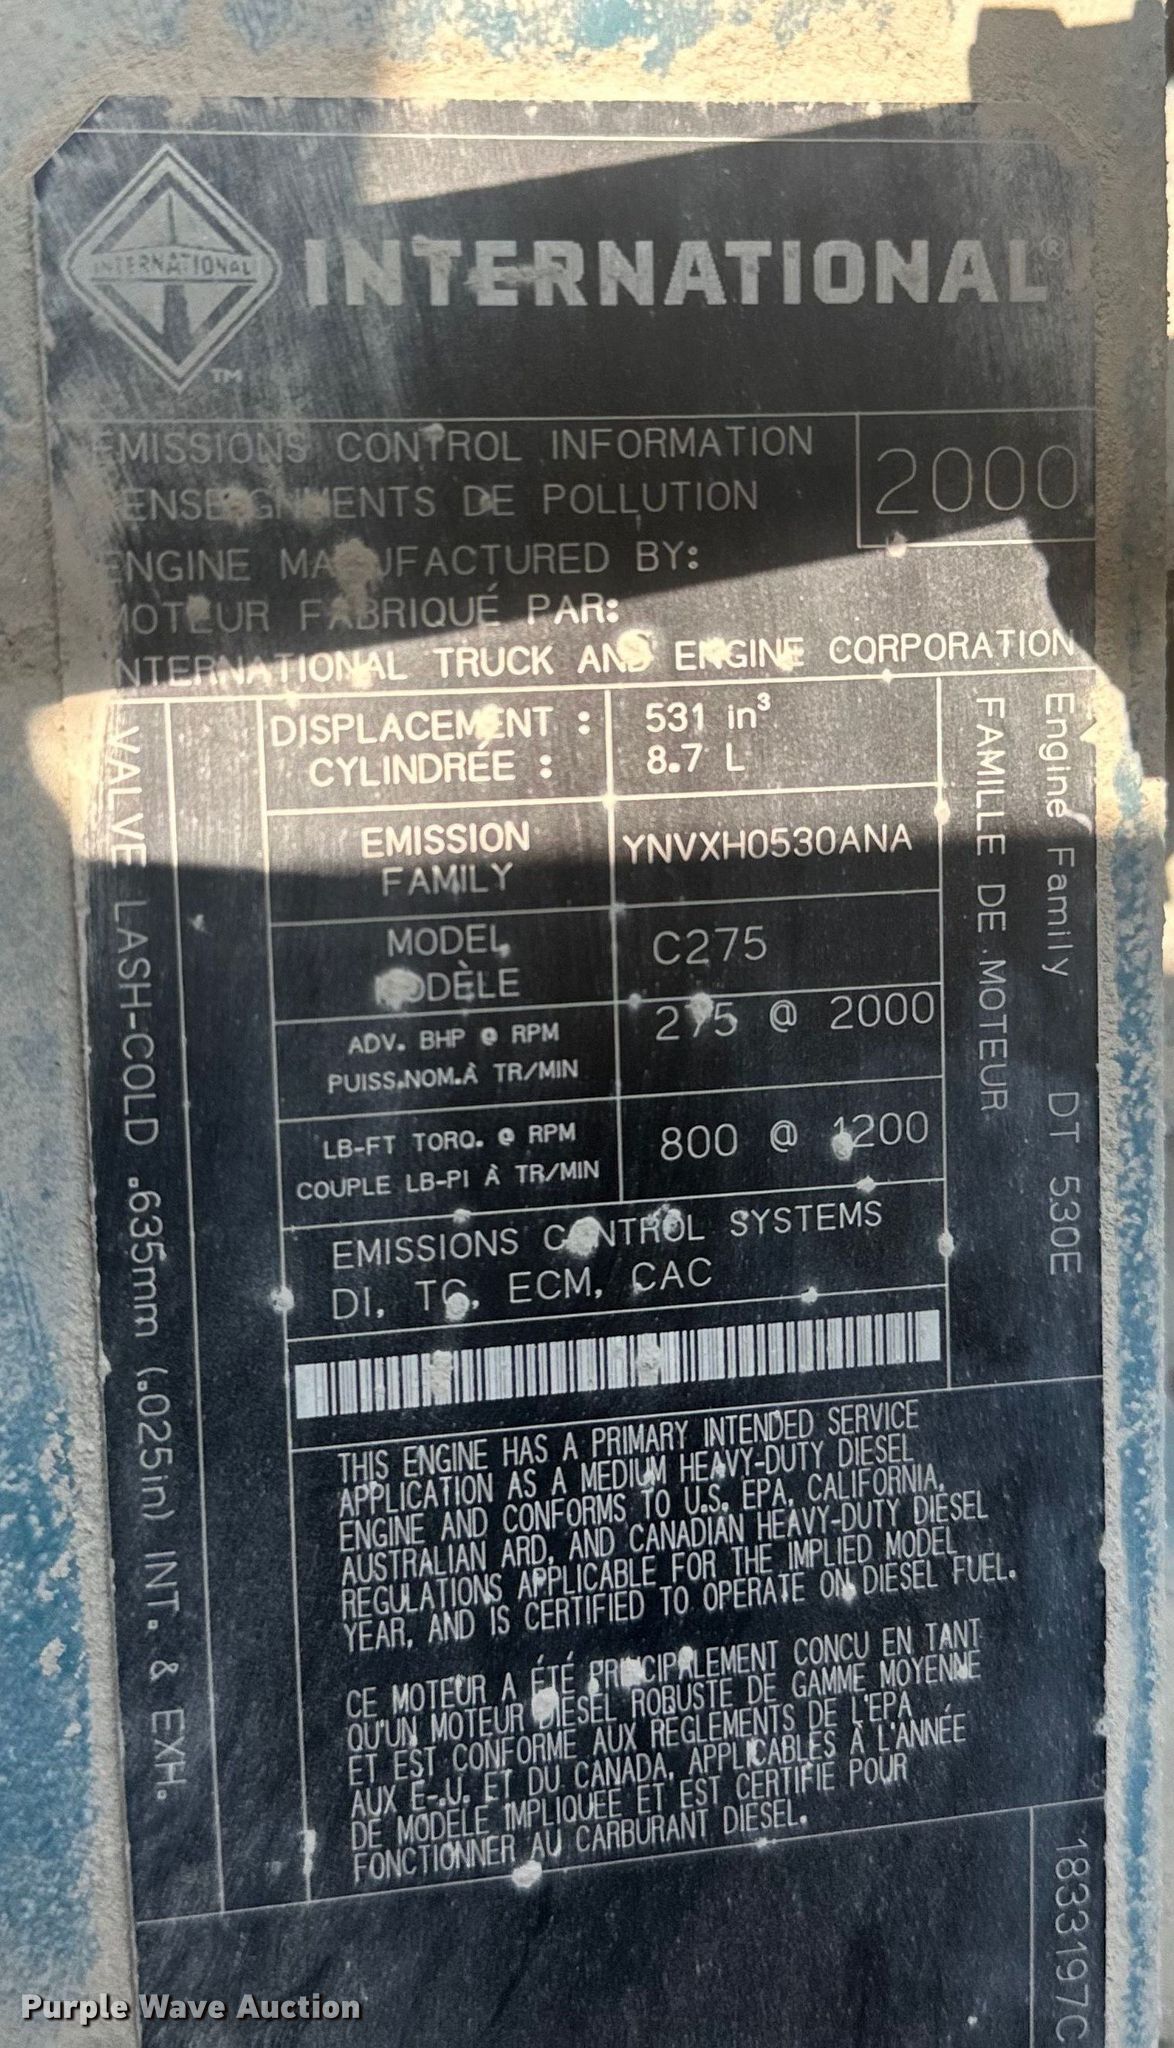 INTERNATIONAL
TM
INTERNATIONAL®
EMISSIONS CONTROL INFORMATION
2000
RENSEIGNMENTS DE POLLUTION
ENGINE MANUFACTURED BY:
MOTEUR FABRIQUÉ PAR:
INTERNATIONAL TRUCK AND ENGINE CORPORATION
DISPLACEMENT : 531 in³
CYLINDRÉE : 8.7 L
EMISSION YNVXH0530ANA
FAMILY
MODEL C275
MODÈLE
ADV. BHP @ RPM 275 @ 2000
PUISS.NOM.À TR/MIN
LB-FT TORQ. @ RPM 800 @ 1200
COUPLE LB-PI À TR/MIN
EMISSIONS CONTROL SYSTEMS
DI, TC, ECM, CAC
Engine Family DT 530E
FAMILLE DE MOTEUR
VALVE LASH-COLD .635mm (.025in) INT. & EXH.
THIS ENGINE HAS A PRIMARY INTENDED SERVICE
APPLICATION AS A MEDIUM HEAVY-DUTY DIESEL
ENGINE AND CONFORMS TO U.S. EPA, CALIFORNIA,
AUSTRALIAN ARD, AND CANADIAN HEAVY-DUTY DIESEL
REGULATIONS APPLICABLE FOR THE IMPLIED MODEL
YEAR, AND IS CERTIFIED TO OPERATE ON DIESEL FUEL.
CE MOTEUR A ÉTÉ PRICIPALEMENT CONCU EN TANT
QU'UN MOTEUR DIESEL ROBUSTE DE GAMME MOYENNE
ET EST CONFORME AUX REGLEMENTS DE L'EPA
AUX E-.U. ET DU CANADA, APPLICABLES À L'ANNÉE
DE MODELE IMPLIQUEE ET EST CERTIFIE POUR
FONCTIONNER AU CARBURANT DIESEL.
1833197C
Purple Wave Auction